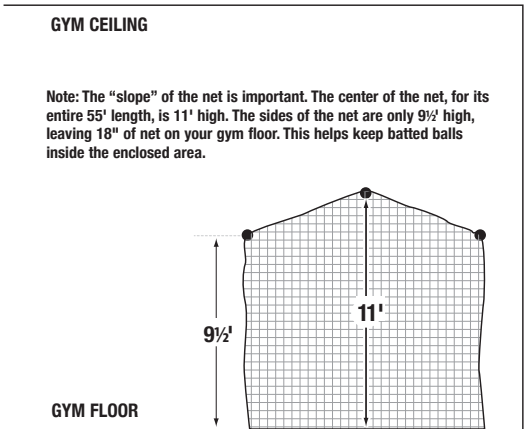 GYM CEILING
Note: The “slope” of the net is important. The center of the net, for its
entire 55' length, is 11' high. The sides of the net are only 9½' high,
leaving 18" of net on your gym floor. This helps keep batted balls
inside the enclosed area.
9½'
11'
GYM FLOOR